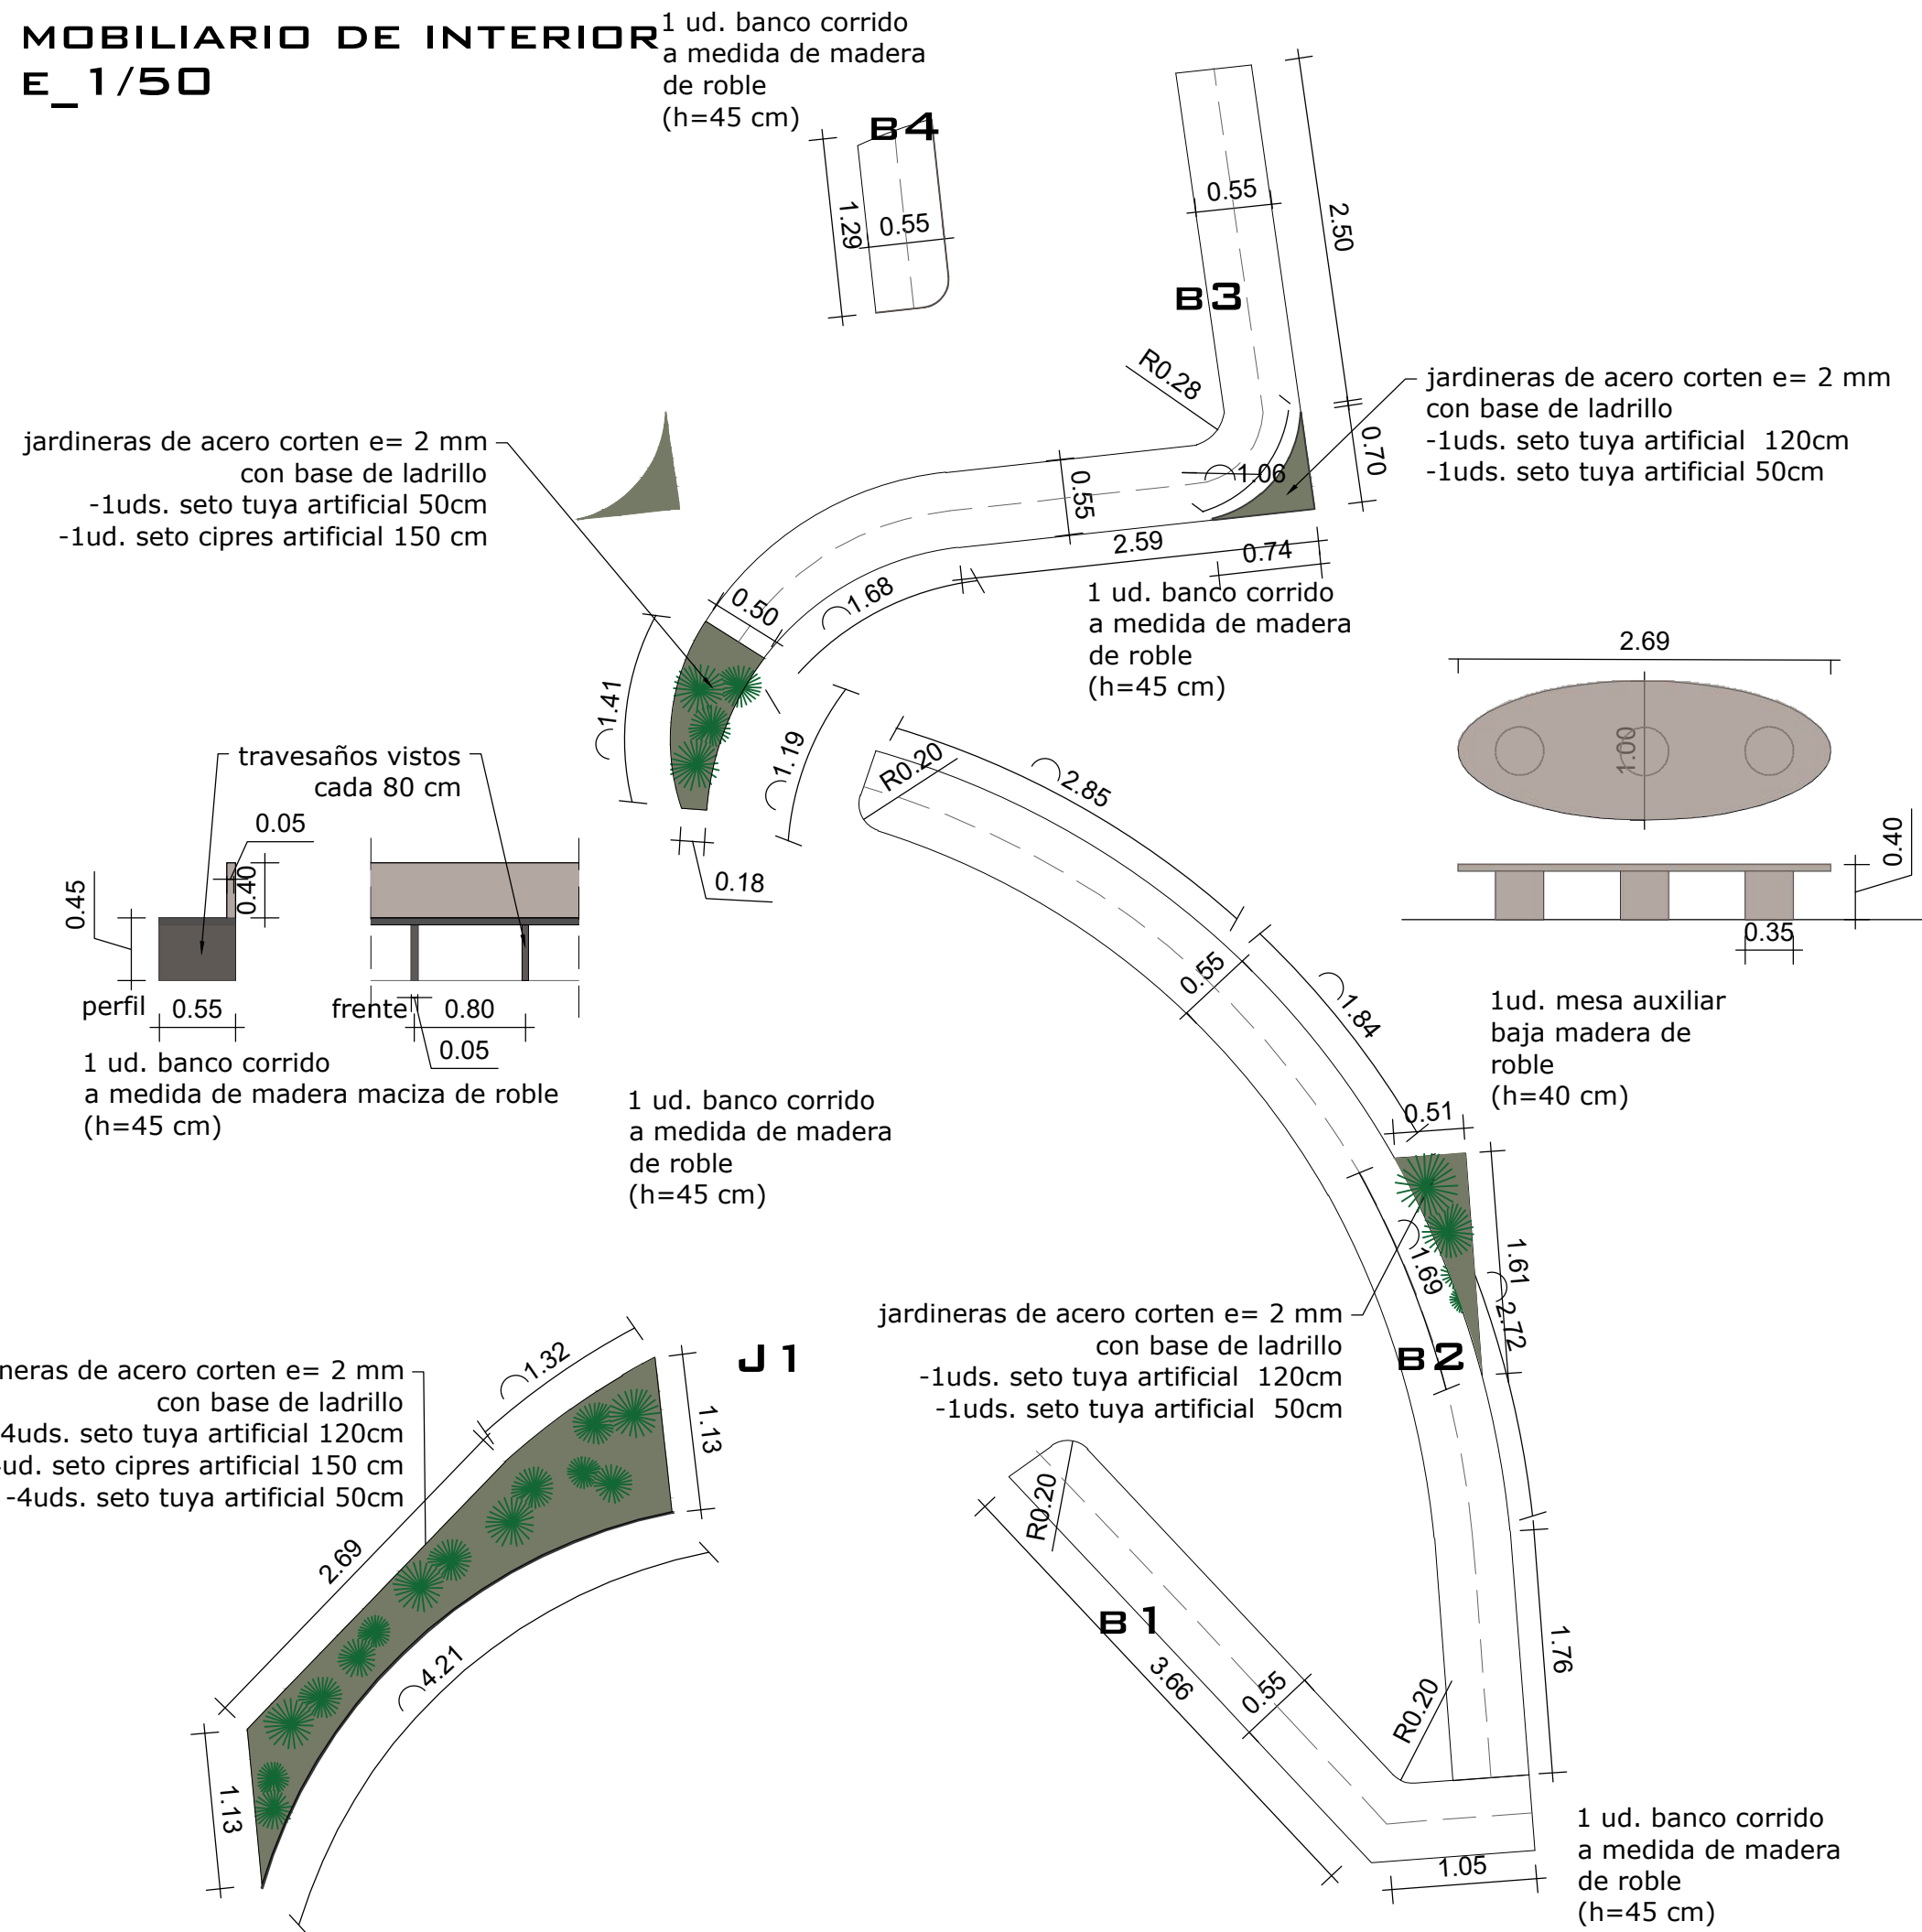 MOBILIARIO DE INTERIOR
E_1/50
1 ud. banco corrido
a medida de madera
de roble
(h=45 cm)
B4
1.29
0.55
0.55
2.50
B3
R0.28
jardineras de acero corten e= 2 mm
con base de ladrillo
-1uds. seto tuya artificial 120cm
-1uds. seto tuya artificial 50cm
0.70
1.06
0.55
2.59
0.74
jardineras de acero corten e= 2 mm
con base de ladrillo
-1uds. seto tuya artificial 50cm
-1ud. seto cipres artificial 150 cm
0.50
1.68
1.41
1.19
0.18
1 ud. banco corrido
a medida de madera
de roble
(h=45 cm)
2.69
1.00
0.40
0.35
1ud. mesa auxiliar
baja madera de
roble
(h=40 cm)
travesaños vistos
cada 80 cm
0.05
0.40
0.45
perfil
0.55
frente
0.80
0.05
1 ud. banco corrido
a medida de madera maciza de roble
(h=45 cm)
R0.20
2.85
0.55
1.84
0.51
1.61
1.69
2.72
1 ud. banco corrido
a medida de madera
de roble
(h=45 cm)
jardineras de acero corten e= 2 mm
con base de ladrillo
-1uds. seto tuya artificial 120cm
-1uds. seto tuya artificial 50cm
B2
neras de acero corten e= 2 mm
con base de ladrillo
4uds. seto tuya artificial 120cm
ud. seto cipres artificial 150 cm
-4uds. seto tuya artificial 50cm
1.32
J1
1.13
2.69
4.21
1.13
R0.20
B1
3.66
0.55
R0.20
1.76
1.05
1 ud. banco corrido
a medida de madera
de roble
(h=45 cm)